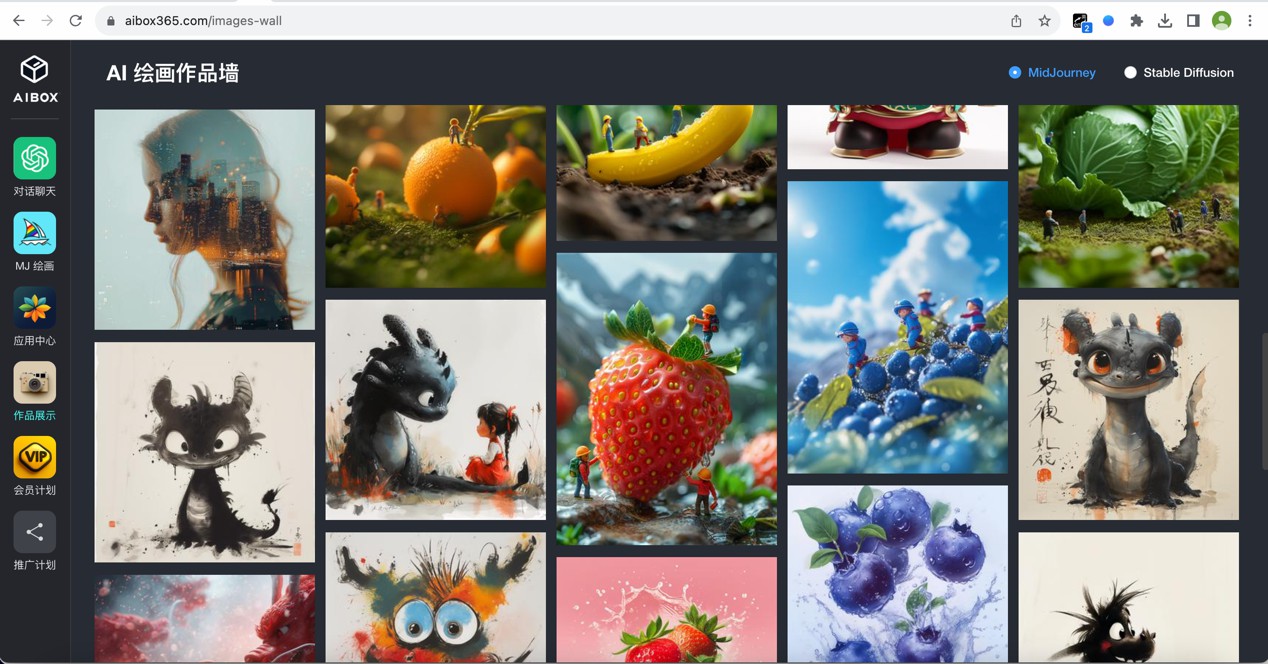 aibox365.com/images-wall
2
AIBOX
AI 绘画作品墙
MidJourney
Stable Diffusion
对话聊天
MJ 绘画
应用中心
作品展示
VIP
会员计划
推广计划